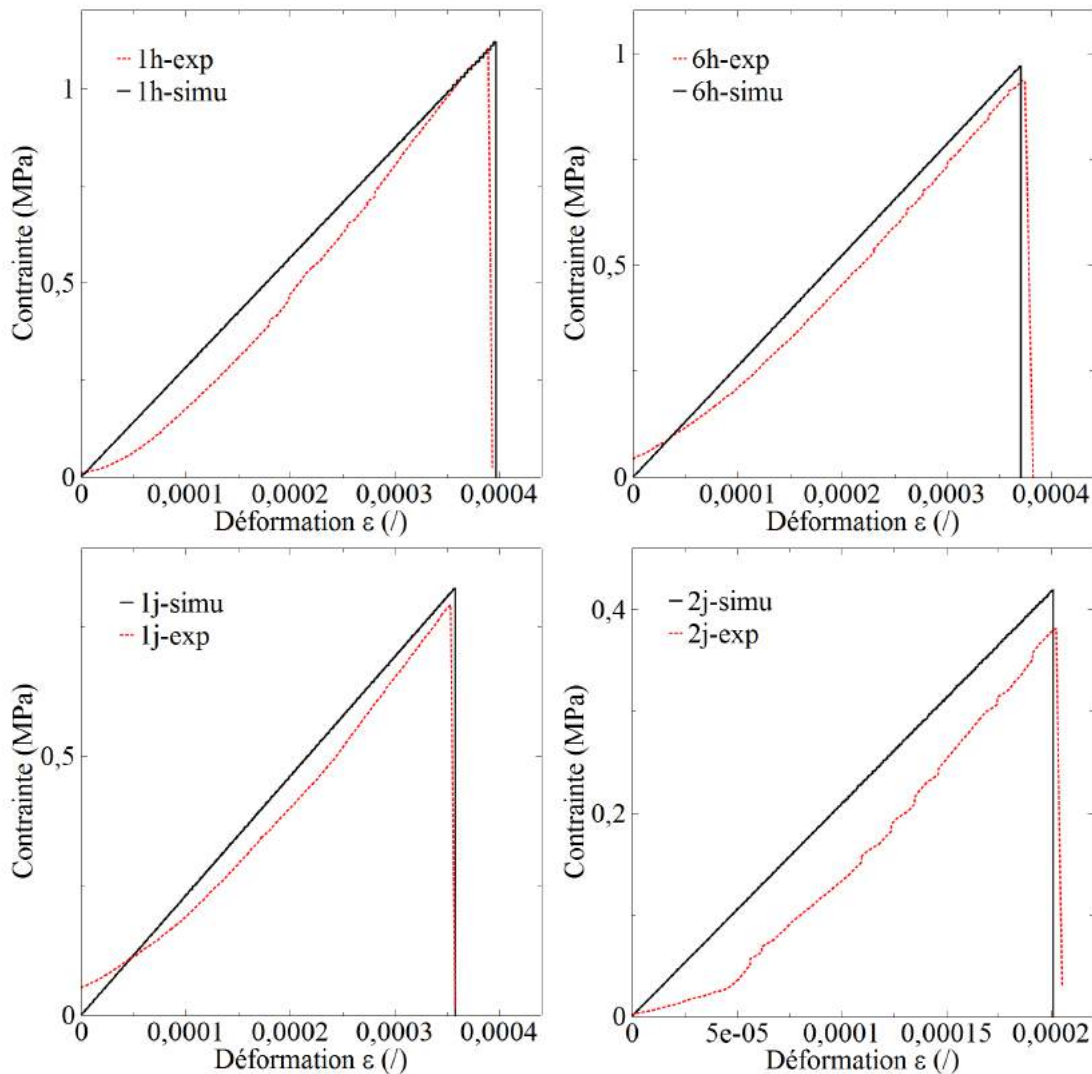 1h-exp
1h-simu
1
0,5
0
Contrainte (MPa)
0 0,0001 0,0002 0,0003 0,0004
Déformation ε (/)
6h-exp
6h-simu
1
0,5
0
Contrainte (MPa)
0 0,0001 0,0002 0,0003 0,0004
Déformation ε (/)
1j-simu
1j-exp
0,5
0
Contrainte (MPa)
0 0,0001 0,0002 0,0003 0,0004
Déformation ε (/)
2j-simu
2j-exp
0,4
0,2
0
Contrainte (MPa)
0 5e-05 0,0001 0,00015 0,0002
Déformation ε (/)